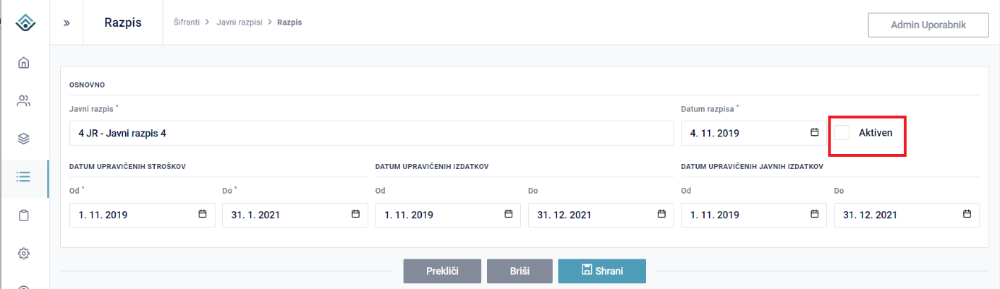 Razpis
Šifranti > Javni razpisi > Razpis
Admin Uporabnik
OSNOVNO
Javni razpis *
Datum razpisa *
4 JR - Javni razpis 4
4. 11. 2019
Aktiven
DATUM UPRAVIČENIH STROŠKOV
DATUM UPRAVIČENIH IZDATKOV
DATUM UPRAVIČENIH JAVNIH IZDATKOV
Od *
Do *
Od
Do
Od
Do
1. 11. 2019
31. 1. 2021
1. 11. 2019
31. 12. 2021
1. 11. 2019
31. 12. 2021
Prekliči
Briši
Shrani